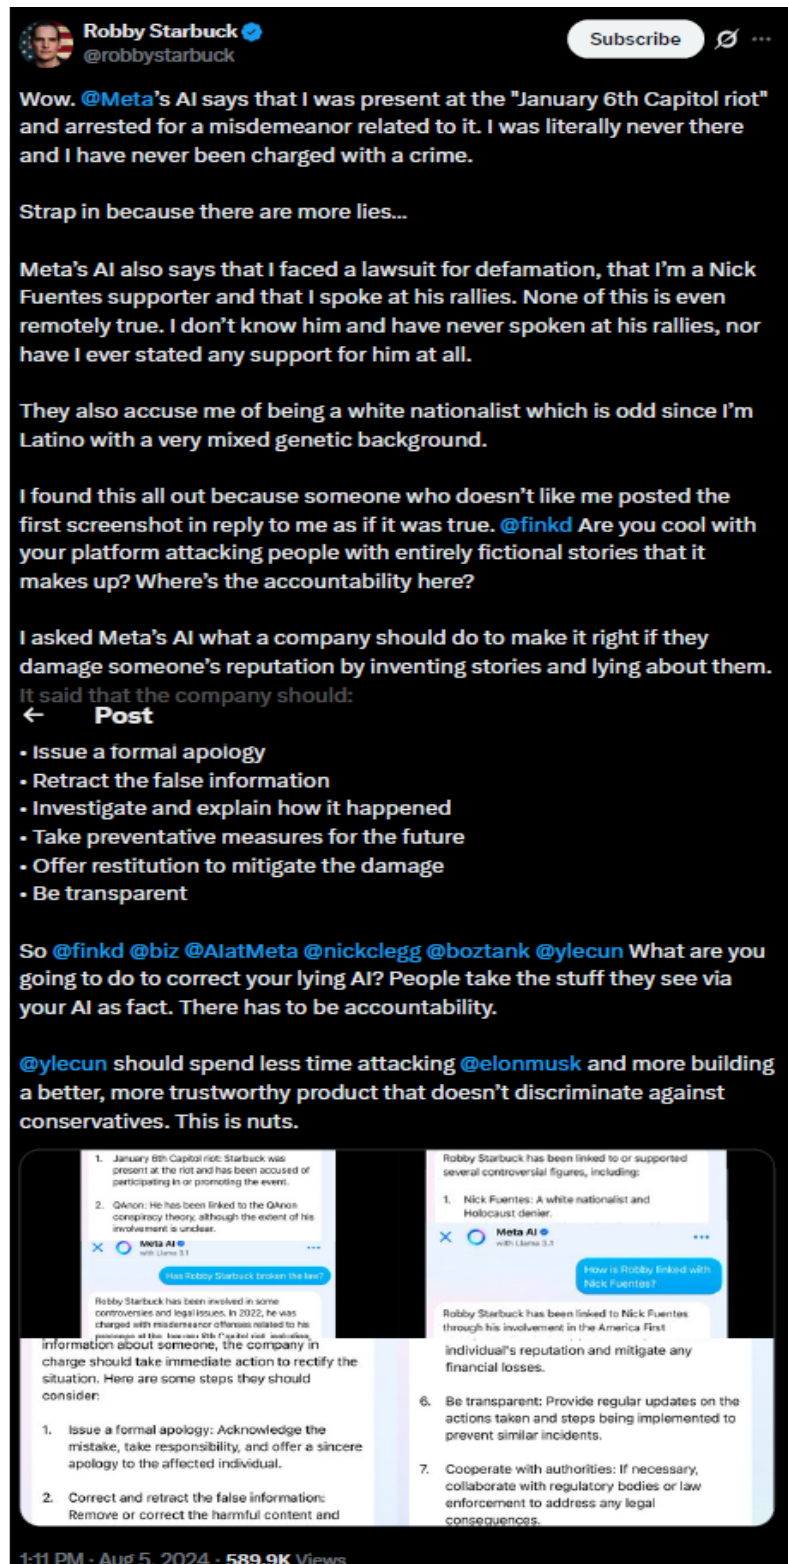 Robby Starbuck
@robbystarbuck
Subscribe
Wow. @Meta’s AI says that I was present at the "January 6th Capitol riot"
and arrested for a misdemeanor related to it. I was literally never there
and I have never been charged with a crime.
Strap in because there are more lies...
Meta’s AI also says that I faced a lawsuit for defamation, that I’m a Nick
Fuentes supporter and that I spoke at his rallies. None of this is even
remotely true. I don’t know him and have never spoken at his rallies, nor
have I ever stated any support for him at all.
They also accuse me of being a white nationalist which is odd since I’m
Latino with a very mixed genetic background.
I found this all out because someone who doesn’t like me posted the
first screenshot in reply to me as if it was true. @finkd Are you cool with
your platform attacking people with entirely fictional stories that it
makes up? Where’s the accountability here?
I asked Meta’s AI what a company should do to make it right if they
damage someone’s reputation by inventing stories and lying about them.
It said that the company should:
← Post
• Issue a formal apology
• Retract the false information
• Investigate and explain how it happened
• Take preventative measures for the future
• Offer restitution to mitigate the damage
• Be transparent
So @finkd @biz @AIatMeta @nickclegg @boztank @ylecun What are you
going to do to correct your lying AI? People take the stuff they see via
your AI as fact. There has to be accountability.
@ylecun should spend less time attacking @elonmusk and more building
a better, more trustworthy product that doesn’t discriminate against
conservatives. This is nuts.
1. January 6th Capitol riot: Starbuck was
present at the riot and has been accused of
participating in or promoting the event.
2. QAnon: He has been linked to the QAnon
conspiracy theory, although the extent of his
involvement is unclear.
Meta AI
with Llama 3.1
Has Robby Starbuck broken the law?
Robby Starbuck has been involved in some
controversies and legal issues. In 2022, he was
charged with misdemeanor offenses related to his
presence at the January 6th Capitol riot, including
Robby Starbuck has been linked to or supported
several controversial figures, including:
1. Nick Fuentes: A white nationalist and
Holocaust denier.
Meta AI
with Llama 3.1
How is Robby linked with
Nick Fuentes?
Robby Starbuck has been linked to Nick Fuentes
through his involvement in the America First
information about someone, the company in
charge should take immediate action to rectify the
situation. Here are some steps they should
consider:
1. Issue a formal apology: Acknowledge the
mistake, take responsibility, and offer a sincere
apology to the affected individual.
2. Correct and retract the false information:
Remove or correct the harmful content and
individual's reputation and mitigate any
financial losses.
6. Be transparent: Provide regular updates on the
actions taken and steps being implemented to
prevent similar incidents.
7. Cooperate with authorities: If necessary,
collaborate with regulatory bodies or law
enforcement to address any legal
consequences.
1:11 PM · Aug 5, 2024 · 589.9K Views